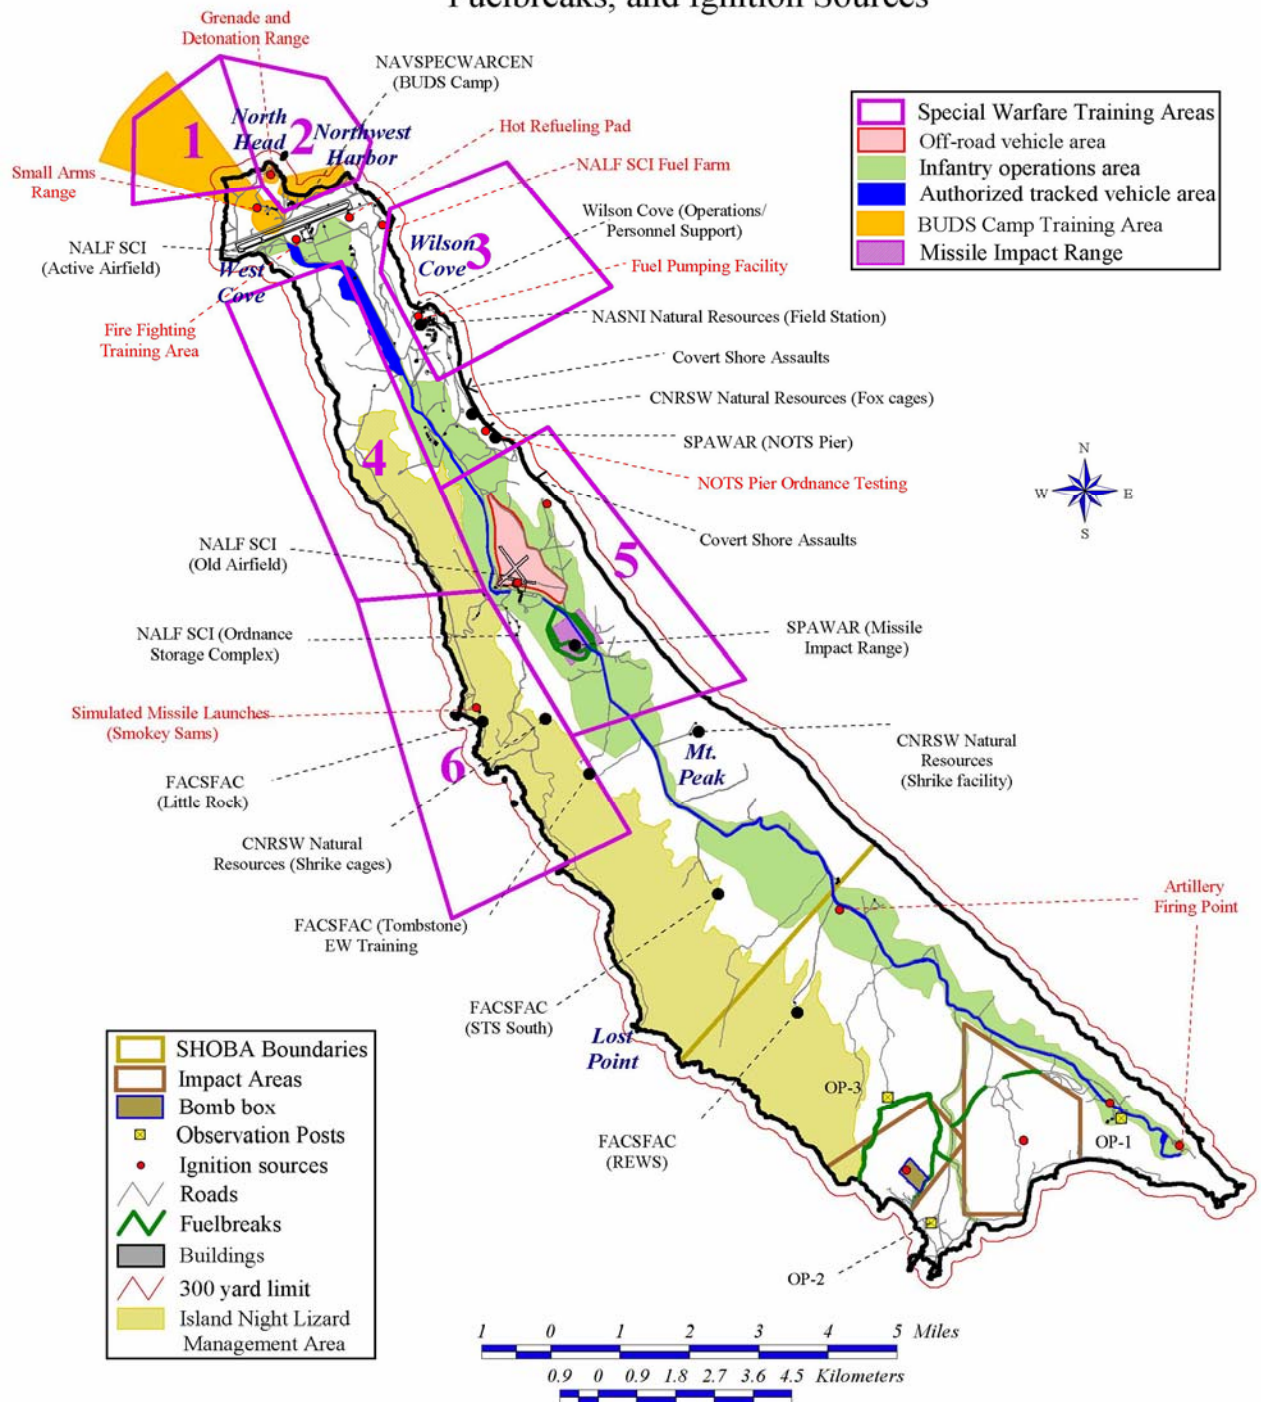 Fuelbreaks, and Ignition Sources
Grenade and
Detonation Range
NAVSPECWARCEN
(BUDS Camp)
North
Head
1
2
Northwest
Harbor
Hot Refueling Pad
NALF SCI Fuel Farm
Small Arms
Range
Wilson Cove (Operations/
Personnel Support)
NALF SCI
(Active Airfield)
West
Cove
Wilson
Cove
3
Fuel Pumping Facility
NASNI Natural Resources (Field Station)
Fire Fighting
Training Area
Covert Shore Assaults
CNRSW Natural Resources (Fox cages)
SPAWAR (NOTS Pier)
4
NOTS Pier Ordnance Testing
Covert Shore Assaults
NALF SCI
(Old Airfield)
5
NALF SCI (Ordnance
Storage Complex)
SPAWAR (Missile
Impact Range)
Simulated Missile Launches
(Smokey Sams)
6
Mt.
Peak
CNRSW Natural
Resources
(Shrike facility)
FACSFAC
(Little Rock)
CNRSW Natural
Resources (Shrike cages)
FACSFAC (Tombstone)
EW Training
Artillery
Firing Point
FACSFAC
(STS South)
Lost
Point
OP-3
FACSFAC
(REWS)
OP-1
OP-2
Special Warfare Training Areas
Off-road vehicle area
Infantry operations area
Authorized tracked vehicle area
BUDS Camp Training Area
Missile Impact Range
N
W E
S
SHOBA Boundaries
Impact Areas
Bomb box
Observation Posts
Ignition sources
Roads
Fuelbreaks
Buildings
300 yard limit
Island Night Lizard
Management Area
1 0 1 2 3 4 5 Miles
0.9 0 0.9 1.8 2.7 3.6 4.5 Kilometers